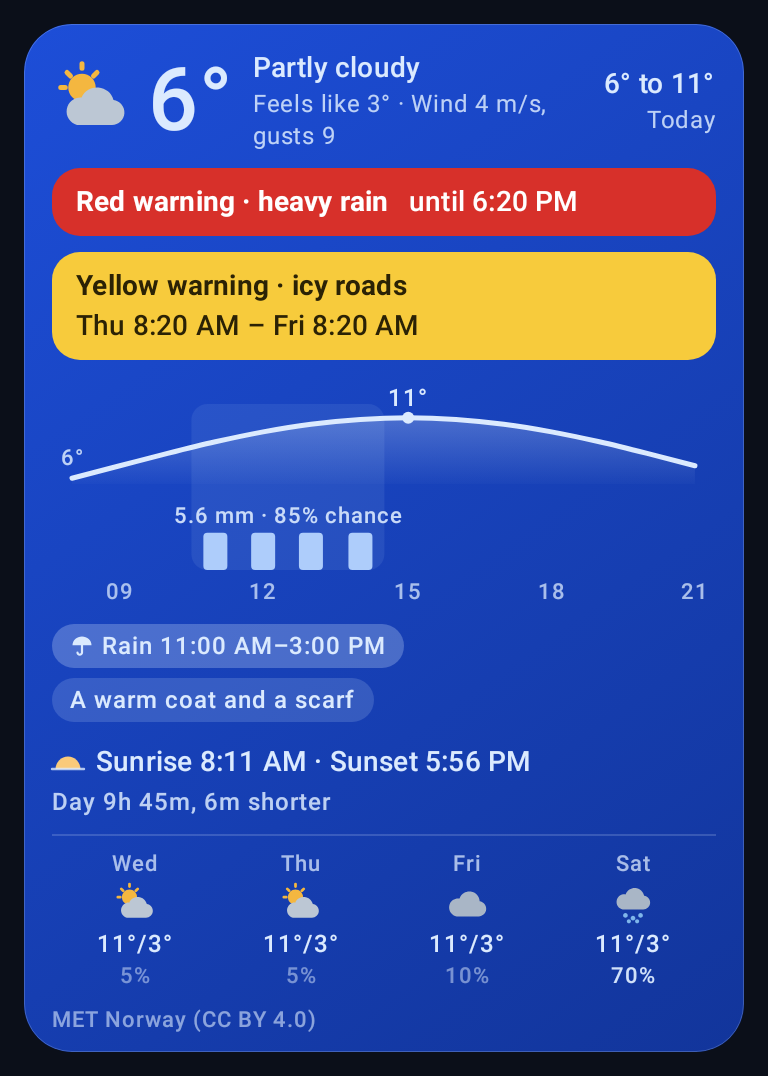 6°
Partly cloudy
Feels like 3° · Wind 4 m/s,
gusts 9
6° to 11°
Today
Red warning · heavy rain until 6:20 PM
Yellow warning · icy roads
Thu 8:20 AM – Fri 8:20 AM
11°
6°
5.6 mm · 85% chance
09 12 15 18 21
Rain 11:00 AM–3:00 PM
A warm coat and a scarf
Sunrise 8:11 AM · Sunset 5:56 PM
Day 9h 45m, 6m shorter
Wed Thu Fri Sat
11°/3° 11°/3° 11°/3° 11°/3°
5% 5% 10% 70%
MET Norway (CC BY 4.0)